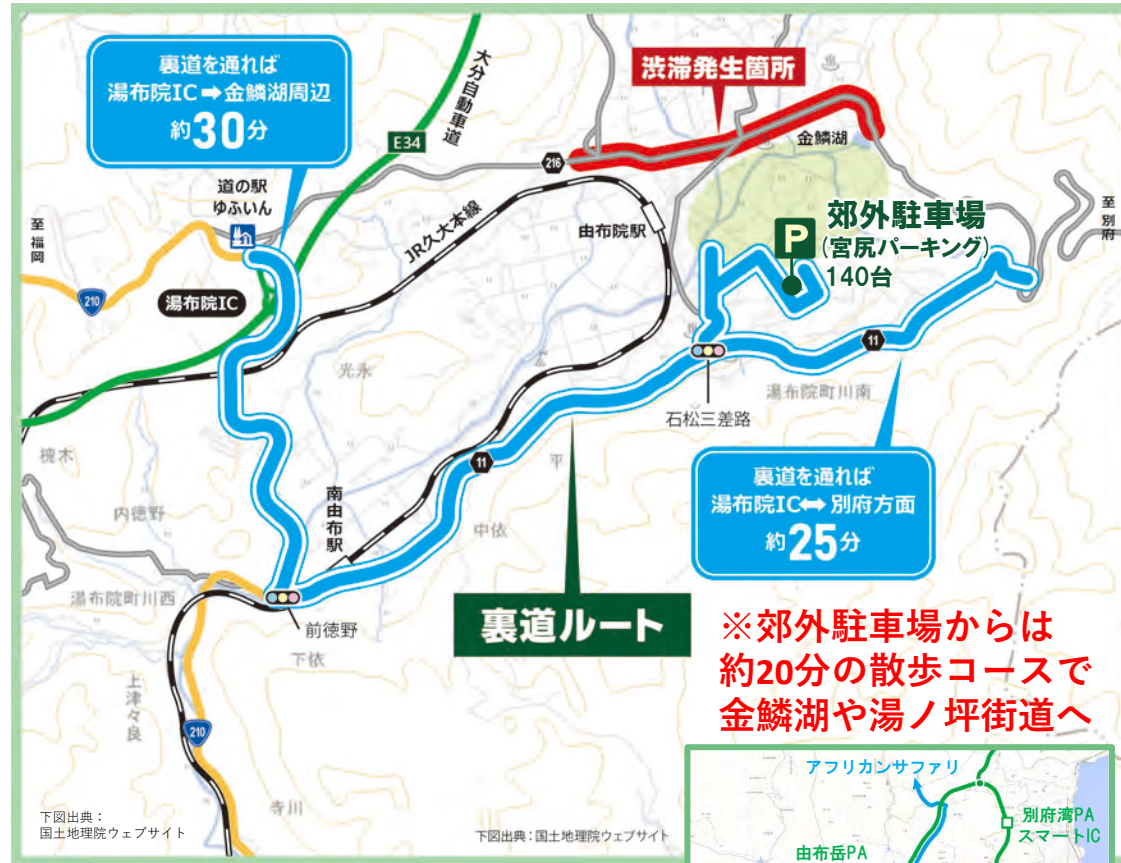 裏道を通れば
湯布院IC➡金鱗湖周辺
約30分
大分自動車道
E34
渋滞発生箇所
216
金鱗湖
道の駅
ゆふいん
至福岡
210
湯布院IC
JR久大本線
由布院駅
P
郊外駐車場
(宮尻パーキング)
140台
至別府
11
光永
石松三差路
湯布院町川南
槐木
内徳野
南由布駅
11
平
中依
裏道を通れば
湯布院IC⬌別府方面
約25分
湯布院町川西
前徳野
下依
裏道ルート
上津々良
210
寺川
※郊外駐車場からは
約20分の散歩コースで
金鱗湖や湯ノ坪街道へ
下図出典：
国土地理院ウェブサイト
下図出典：国土地理院ウェブサイト
アフリカンサファリ
別府湾PA
スマートIC
由布岳PA